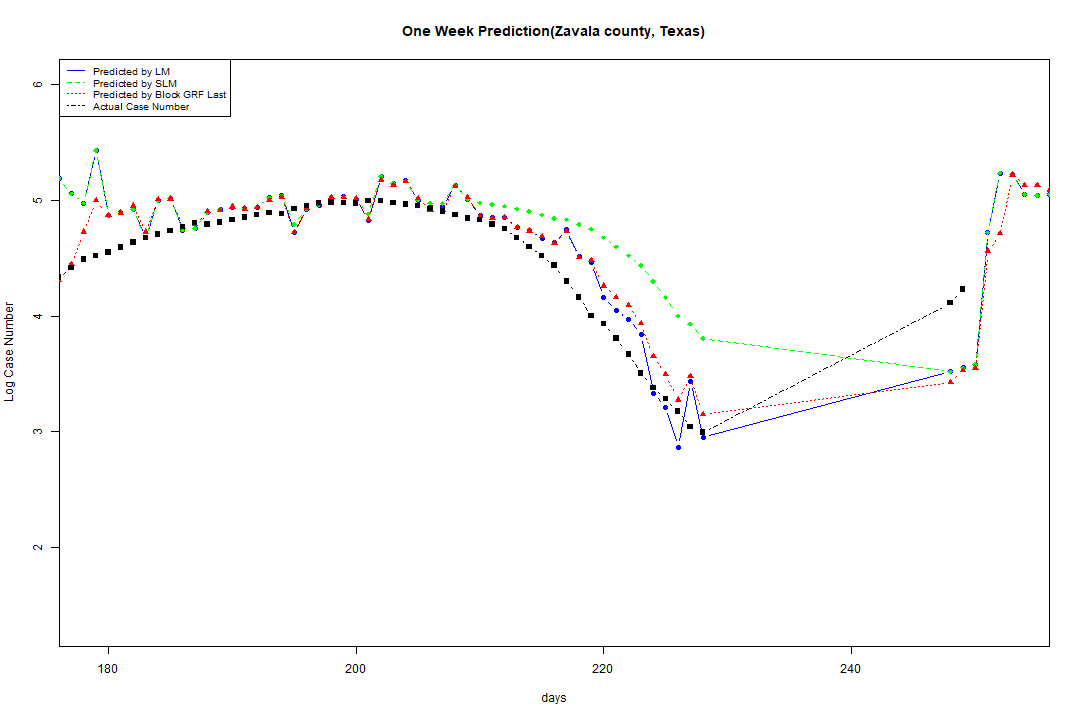 One Week Prediction(Zavala county, Texas)
Predicted by LM
Predicted by SLM
Predicted by Block GRF Last
Actual Case Number
6
5
4
3
2
Log Case Number
180 200 220 240
days